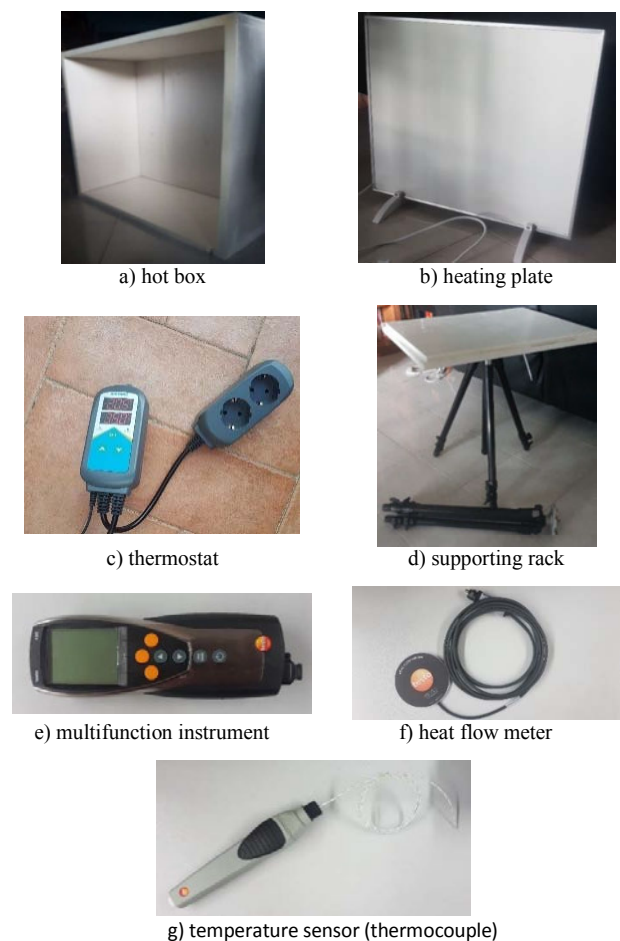 a) hot box
b) heating plate
c) thermostat
d) supporting rack
e) multifunction instrument
f) heat flow meter
g) temperature sensor (thermocouple)